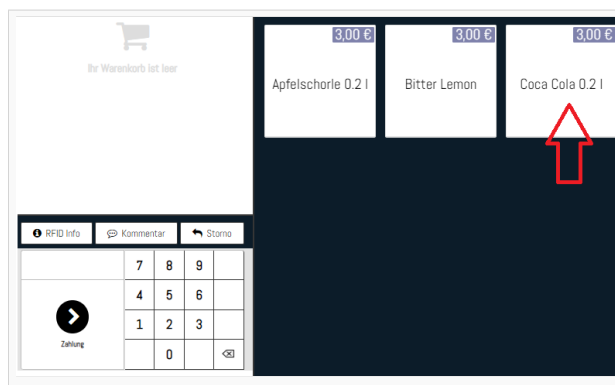 Ihr Warenkorb ist leer
3,00 €
Apfelschorle 0.2 l
3,00 €
Bitter Lemon
3,00 €
Coca Cola 0.2 l
RFID Info
Kommentar
Storno
7 8 9
4 5 6
1 2 3
0
Zahlung